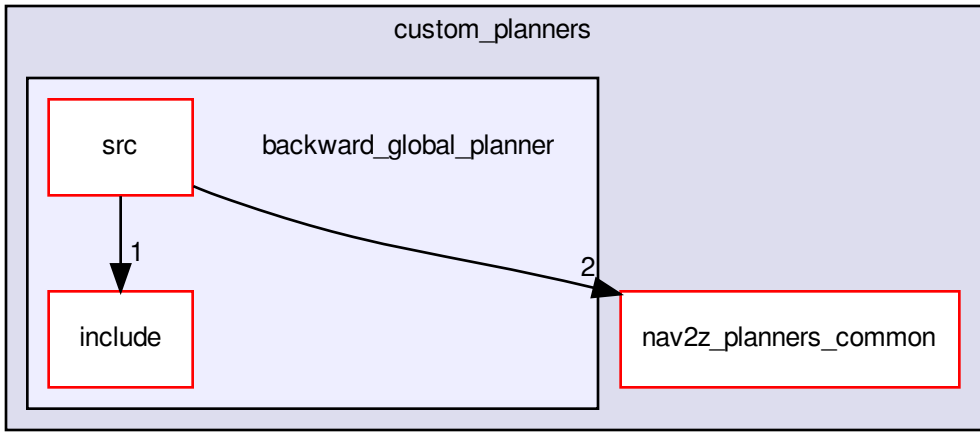 custom_planners
src
backward_global_planner
1
2
include
nav2z_planners_common